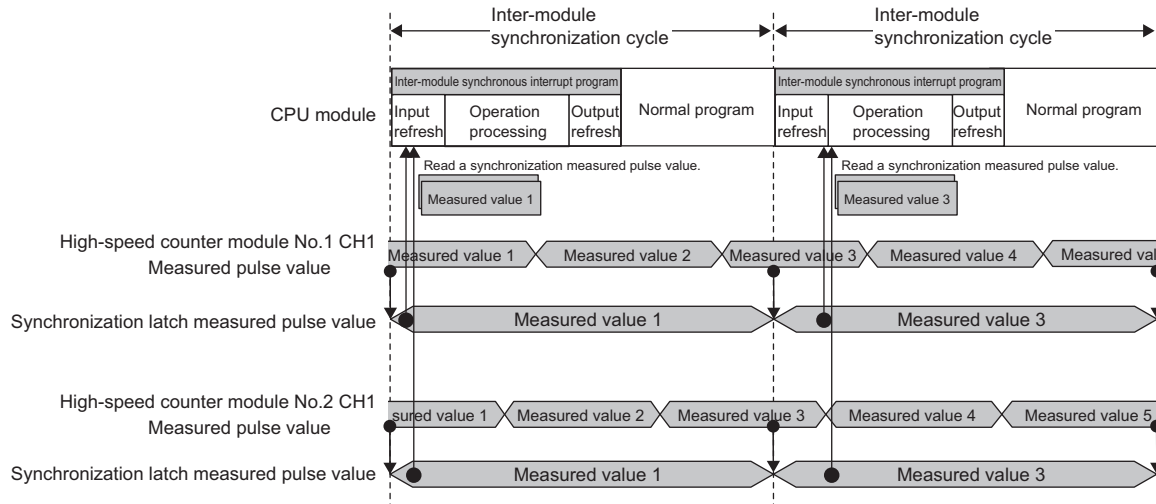 Inter-module
synchronization cycle
Inter-module
synchronization cycle
CPU module
Inter-module synchronous interrupt program
Input
refresh
Operation
processing
Output
refresh
Normal program
Inter-module synchronous interrupt program
Input
refresh
Operation
processing
Output
refresh
Normal program
Read a synchronization measured pulse value.
Measured value 1
Read a synchronization measured pulse value.
Measured value 3
High-speed counter module No.1 CH1
Measured pulse value
Measured value 1
Measured value 2
Measured value 3
Measured value 4
Measured val
Synchronization latch measured pulse value
Measured value 1
Measured value 3
High-speed counter module No.2 CH1
Measured pulse value
sured value 1
Measured value 2
Measured value 3
Measured value 4
Measured value 5
Synchronization latch measured pulse value
Measured value 1
Measured value 3